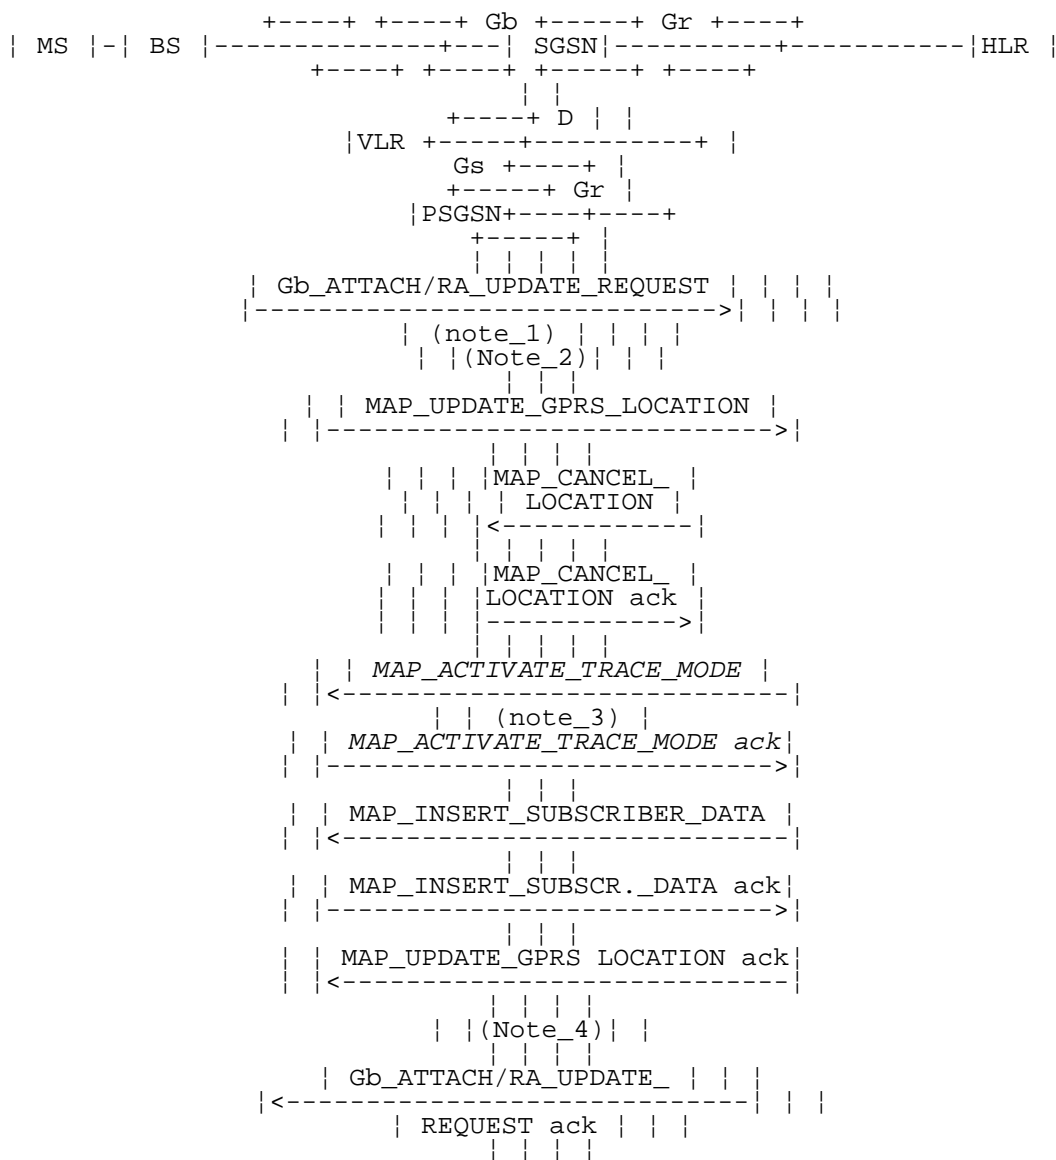 +----+ +----+ Gb +-----+ Gr +----+
¦ MS ¦-¦ BS ¦--------------+---¦ SGSN¦----------+-----------¦HLR ¦
+----+ +----+ +-----+ +----+
¦ ¦
+----+ D ¦ ¦
¦VLR +-----+----------+ ¦
Gs +----+ ¦
+-----+ Gr ¦
¦PSGSN+----+----+
+-----+ ¦
¦ ¦ ¦ ¦ ¦
¦ Gb_ATTACH/RA_UPDATE_REQUEST ¦ ¦ ¦ ¦
¦----------------------------->¦ ¦ ¦ ¦
¦ (note_1) ¦ ¦ ¦ ¦
¦ ¦(Note_2)¦ ¦ ¦
¦ ¦ ¦
¦ ¦ MAP_UPDATE_GPRS_LOCATION ¦
¦ ¦---------------------------->¦
¦ ¦ ¦ ¦
¦ ¦ ¦ ¦MAP_CANCEL_ ¦
¦ ¦ ¦ ¦ LOCATION ¦
¦ ¦ ¦ ¦<------------¦
¦ ¦ ¦ ¦ ¦
¦ ¦ ¦ ¦MAP_CANCEL_ ¦
¦ ¦ ¦ ¦LOCATION ack ¦
¦ ¦ ¦ ¦------------>¦
¦ ¦ ¦ ¦ ¦
¦ ¦ MAP_ACTIVATE_TRACE_MODE ¦
¦ ¦<----------------------------¦
¦ ¦ (note_3) ¦
¦ ¦ MAP_ACTIVATE_TRACE_MODE ack¦
¦ ¦---------------------------->¦
¦ ¦ ¦
¦ ¦ MAP_INSERT_SUBSCRIBER_DATA ¦
¦ ¦<----------------------------¦
¦ ¦ ¦
¦ ¦ MAP_INSERT_SUBSCR._DATA ack¦
¦ ¦---------------------------->¦
¦ ¦ ¦
¦ ¦ MAP_UPDATE_GPRS LOCATION ack¦
¦ ¦<----------------------------¦
¦ ¦ ¦ ¦
¦ ¦(Note_4)¦ ¦
¦ ¦ ¦ ¦
¦ Gb_ATTACH/RA_UPDATE_ ¦ ¦ ¦
¦<-----------------------------¦ ¦ ¦
¦ REQUEST ack ¦ ¦ ¦
¦ ¦ ¦ ¦